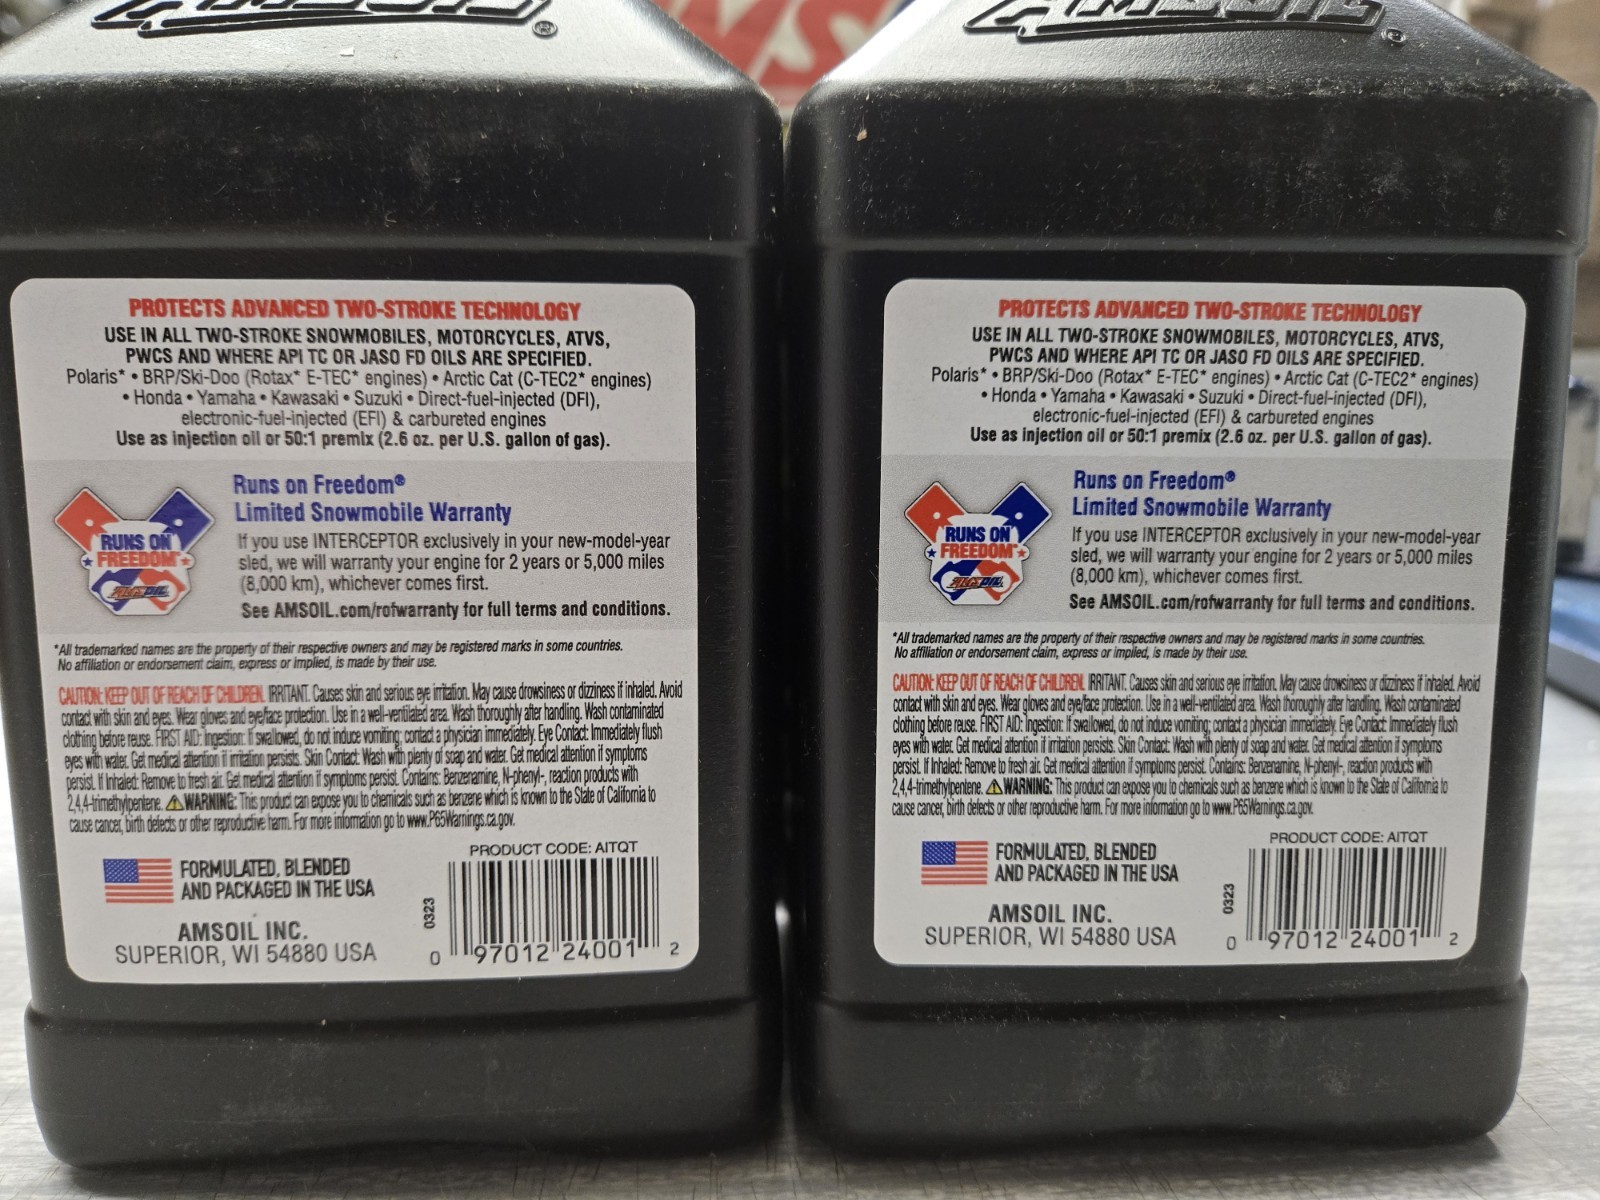 AMSOIL®
PROTECTS ADVANCED TWO-STROKE TECHNOLOGY
USE IN ALL TWO-STROKE SNOWMOBILES, MOTORCYCLES, ATVS,
PWCS AND WHERE API TC OR JASO FD OILS ARE SPECIFIED.
Polaris* • BRP/Ski-Doo (Rotax* E-TEC* engines) • Arctic Cat (C-TEC2* engines)
• Honda • Yamaha • Kawasaki • Suzuki • Direct-fuel-injected (DFI),
electronic-fuel-injected (EFI) & carbureted engines
Use as injection oil or 50:1 premix (2.6 oz. per U.S. gallon of gas).
RUNS ON
FREEDOM™
AMSOIL
Runs on Freedom®
Limited Snowmobile Warranty
If you use INTERCEPTOR exclusively in your new-model-year
sled, we will warranty your engine for 2 years or 5,000 miles
(8,000 km), whichever comes first.
See AMSOIL.com/rofwarranty for full terms and conditions.
*All trademarked names are the property of their respective owners and may be registered marks in some countries.
No affiliation or endorsement claim, express or implied, is made by their use.
CAUTION: KEEP OUT OF REACH OF CHILDREN. IRRITANT. Causes skin and serious eye irritation. May cause drowsiness or dizziness if inhaled. Avoid
contact with skin and eyes. Wear gloves and eye/face protection. Use in a well-ventilated area. Wash thoroughly after handling. Wash contaminated
clothing before reuse. FIRST AID: Ingestion: If swallowed, do not induce vomiting; contact a physician immediately. Eye Contact: Immediately flush
eyes with water. Get medical attention if irritation persists. Skin Contact: Wash with plenty of soap and water. Get medical attention if symptoms
persist. If Inhaled: Remove to fresh air. Get medical attention if symptoms persist. Contains: Benzenamine, N-phenyl-, reaction products with
2,4,4-trimethylpentene. ⚠WARNING: This product can expose you to chemicals such as benzene which is known to the State of California to
cause cancer, birth defects or other reproductive harm. For more information go to www.P65Warnings.ca.gov.
FORMULATED, BLENDED
AND PACKAGED IN THE USA
AMSOIL INC.
SUPERIOR, WI 54880 USA
0323
PRODUCT CODE: AITQT
0 97012 24001 2
AMSOIL®
PROTECTS ADVANCED TWO-STROKE TECHNOLOGY
USE IN ALL TWO-STROKE SNOWMOBILES, MOTORCYCLES, ATVS,
PWCS AND WHERE API TC OR JASO FD OILS ARE SPECIFIED.
Polaris* • BRP/Ski-Doo (Rotax* E-TEC* engines) • Arctic Cat (C-TEC2* engines)
• Honda • Yamaha • Kawasaki • Suzuki • Direct-fuel-injected (DFI),
electronic-fuel-injected (EFI) & carbureted engines
Use as injection oil or 50:1 premix (2.6 oz. per U.S. gallon of gas).
RUNS ON
FREEDOM™
AMSOIL
Runs on Freedom®
Limited Snowmobile Warranty
If you use INTERCEPTOR exclusively in your new-model-year
sled, we will warranty your engine for 2 years or 5,000 miles
(8,000 km), whichever comes first.
See AMSOIL.com/rofwarranty for full terms and conditions.
*All trademarked names are the property of their respective owners and may be registered marks in some countries.
No affiliation or endorsement claim, express or implied, is made by their use.
CAUTION: KEEP OUT OF REACH OF CHILDREN. IRRITANT. Causes skin and serious eye irritation. May cause drowsiness or dizziness if inhaled. Avoid
contact with skin and eyes. Wear gloves and eye/face protection. Use in a well-ventilated area. Wash thoroughly after handling. Wash contaminated
clothing before reuse. FIRST AID: Ingestion: If swallowed, do not induce vomiting; contact a physician immediately. Eye Contact: Immediately flush
eyes with water. Get medical attention if irritation persists. Skin Contact: Wash with plenty of soap and water. Get medical attention if symptoms
persist. If Inhaled: Remove to fresh air. Get medical attention if symptoms persist. Contains: Benzenamine, N-phenyl-, reaction products with
2,4,4-trimethylpentene. ⚠WARNING: This product can expose you to chemicals such as benzene which is known to the State of California to
cause cancer, birth defects or other reproductive harm. For more information go to www.P65Warnings.ca.gov.
FORMULATED, BLENDED
AND PACKAGED IN THE USA
AMSOIL INC.
SUPERIOR, WI 54880 USA
0323
PRODUCT CODE: AITQT
0 97012 24001 2